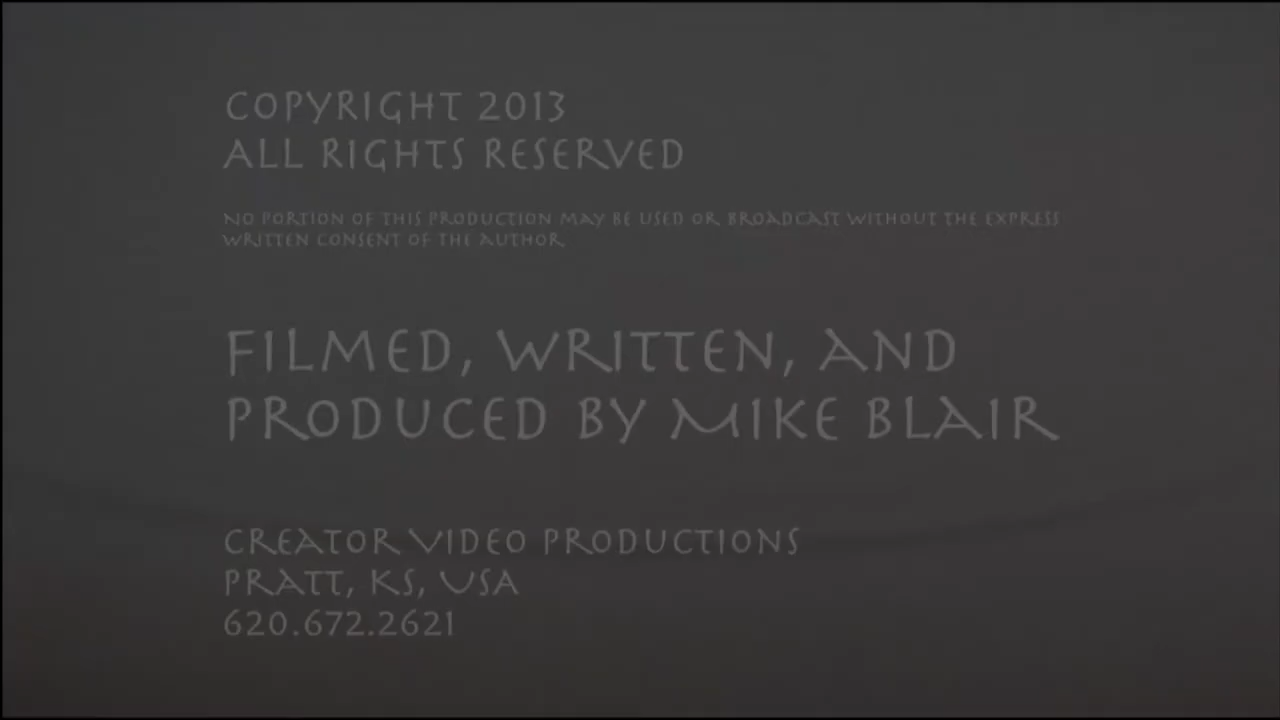 COPYRIGHT 2013
ALL RIGHTS RESERVED
NO PORTION OF THIS PRODUCTION MAY BE USED OR BROADCAST WITHOUT THE EXPRESS
WRITTEN CONSENT OF THE AUTHOR
FILMED, WRITTEN, AND
PRODUCED BY MIKE BLAIR
CREATOR VIDEO PRODUCTIONS
PRATT, KS, USA
620.672.2621